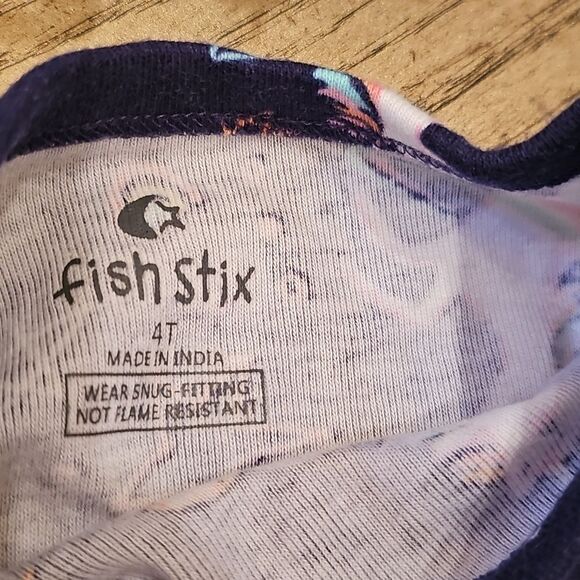 fish stix
4T
MADE IN INDIA
WEAR SNUG-FITTING
NOT FLAME RESISTANT